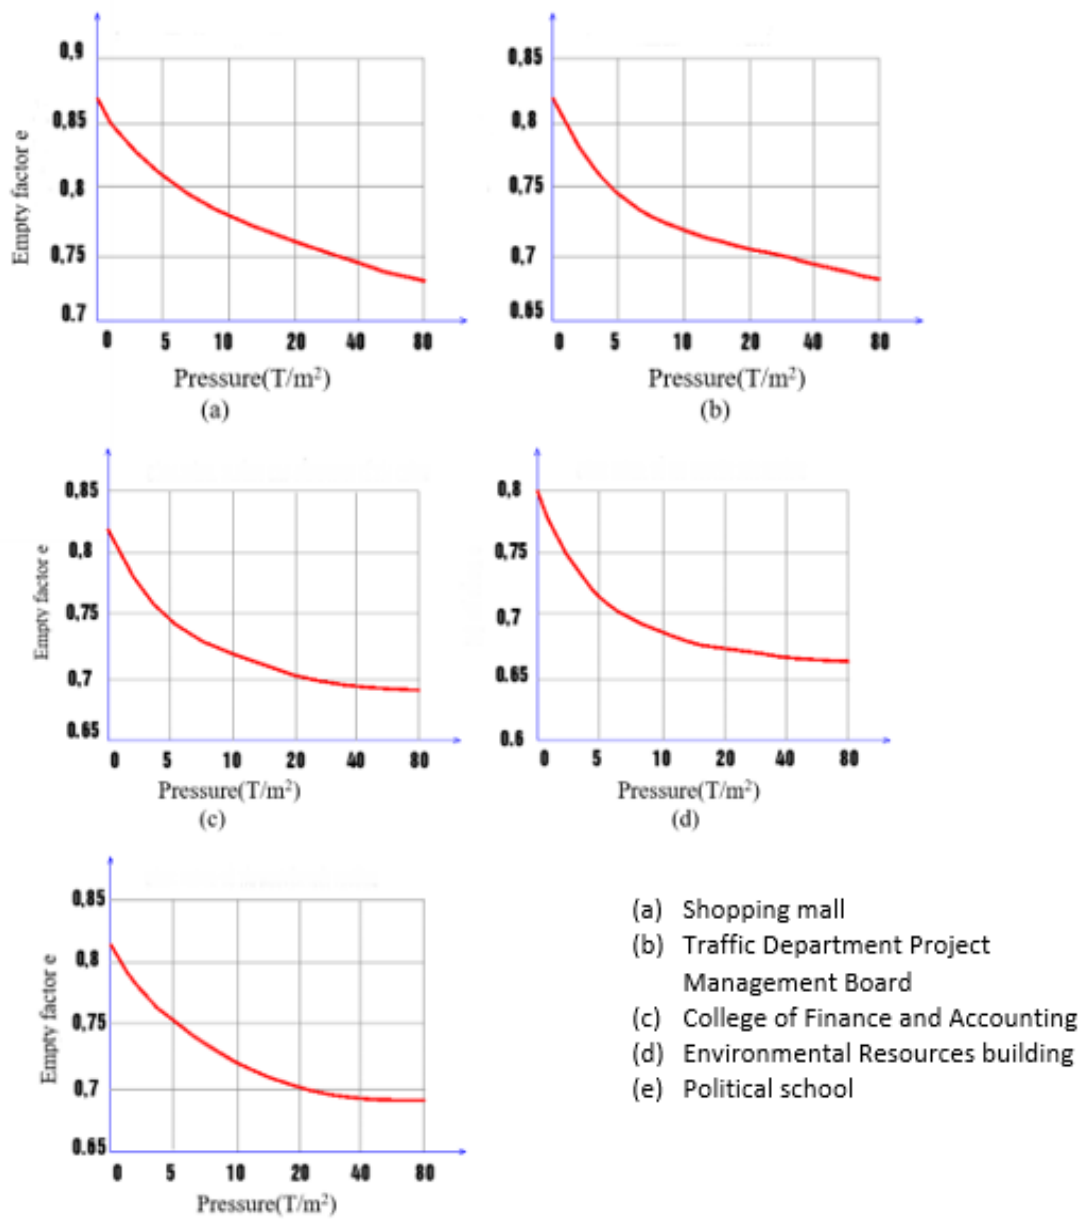 0,9
0,85
0,8
0,75
0.7
Empty factor e
0 5 10 20 40 80
Pressure(T/m²)
(a)
0,85
0,8
0,75
0,7
0.65
0 5 10 20 40 80
Pressure(T/m²)
(b)
0,85
0,8
0,75
0,7
0.65
Empty factor e
0 5 10 20 40 80
Pressure(T/m²)
(c)
0,8
0,75
0,7
0.65
0.6
0 5 10 20 40 80
Pressure(T/m²)
(d)
0,85
0,8
0,75
0,7
0.65
Empty factor e
0 5 10 20 40 80
Pressure(T/m²)
(a) Shopping mall
(b) Traffic Department Project
Management Board
(c) College of Finance and Accounting
(d) Environmental Resources building
(e) Political school